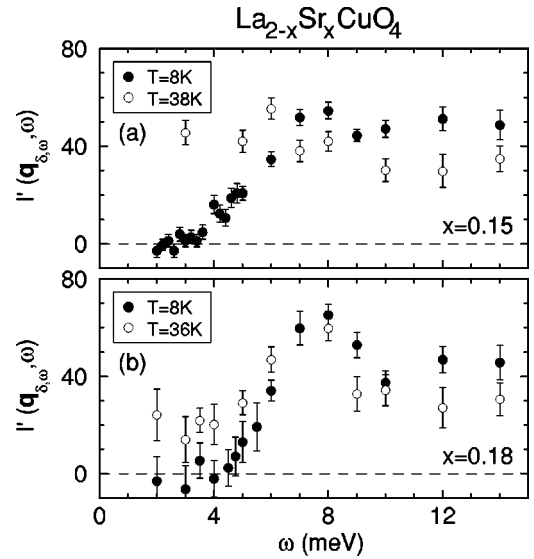 La2-xSrxCuO4
80
T=8K
T=38K
(a)
40
I' (qδ,ω,ω)
0
x=0.15
80
T=8K
T=36K
(b)
40
I' (qδ,ω,ω)
0
x=0.18
0 4 8 12
ω (meV)